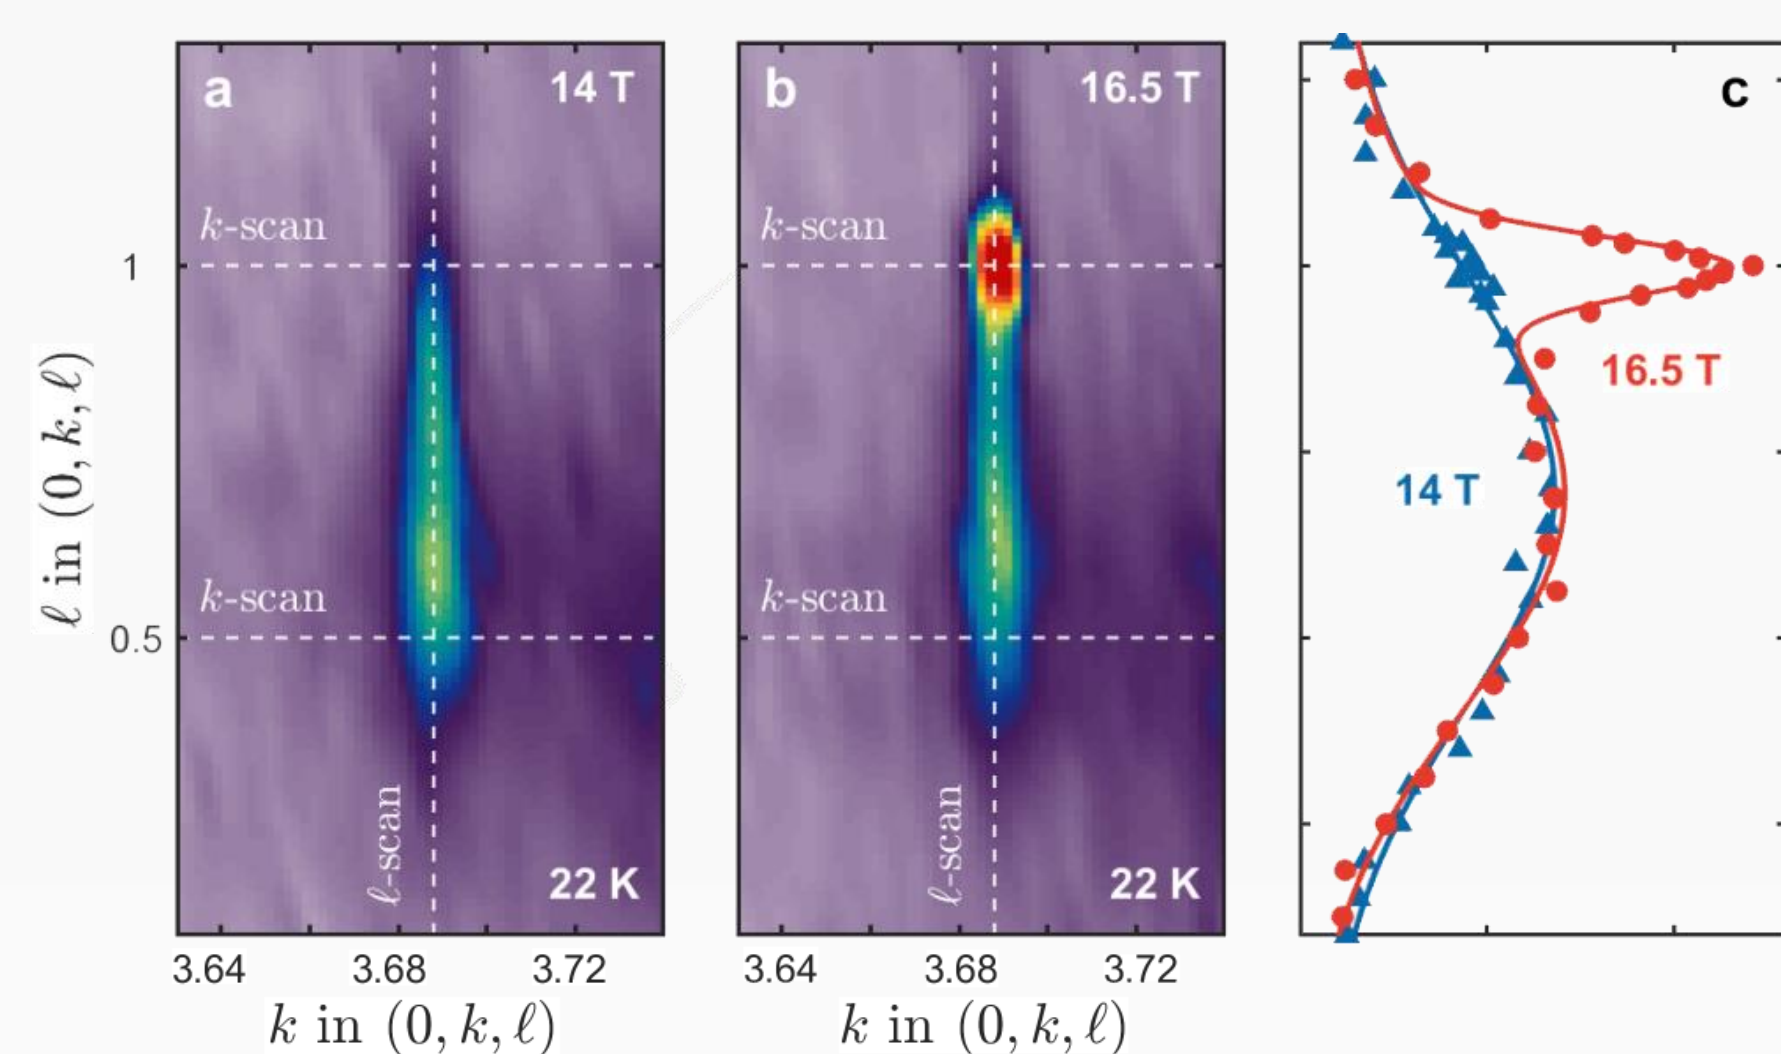 a
14 T
k-scan
k-scan
ℓ-scan
22 K
1
0.5
ℓ in (0, k, ℓ)
3.64
3.68
3.72
k in (0, k, ℓ)
b
16.5 T
k-scan
k-scan
ℓ-scan
22 K
3.64
3.68
3.72
k in (0, k, ℓ)
c
16.5 T
14 T